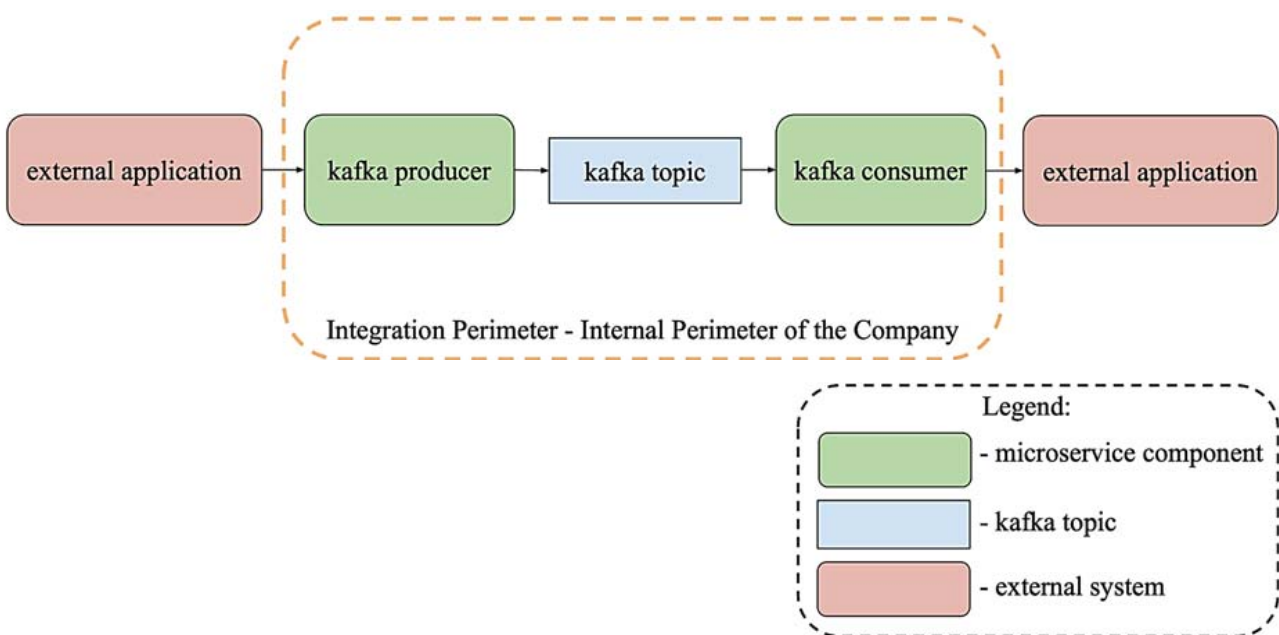 external application
kafka producer
kafka topic
kafka consumer
external application
Integration Perimeter - Internal Perimeter of the Company
Legend:
- microservice component
- kafka topic
- external system